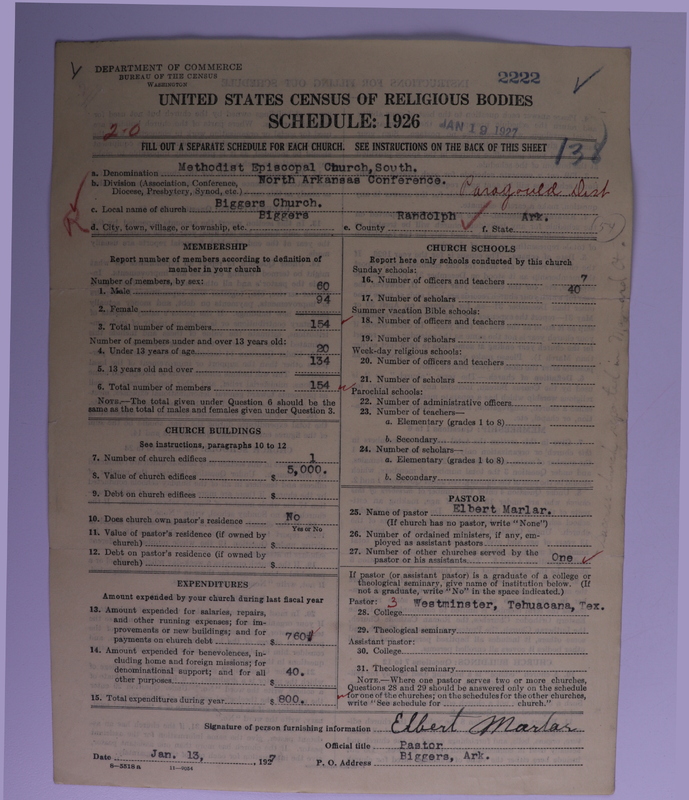 DEPARTMENT OF COMMERCE
BUREAU OF THE CENSUS
WASHINGTON
2222
UNITED STATES CENSUS OF RELIGIOUS BODIES
SCHEDULE: 1926
JAN 19 1927
2-0
138
FILL OUT A SEPARATE SCHEDULE FOR EACH CHURCH. SEE INSTRUCTIONS ON THE BACK OF THIS SHEET
a. Denomination Methodist Episcopal Church, South.
b. Division (Association, Conference, Diocese, Presbytery, Synod, etc.) North Arkansas Conference. Paragould Dist
c. Local name of church Biggers Church.
d. City, town, village, or township, etc. Biggers e. County Randolph f. State Ark.
MEMBERSHIP
Report number of members according to definition of
member in your church
Number of members, by sex:
1. Male 60
2. Female 94
3. Total number of members 154
Number of members under and over 13 years old:
4. Under 13 years of age 20
5. 13 years old and over 134
6. Total number of members 154
NOTE.—The total given under Question 6 should be
same as the total of males and females given under Question 3.
CHURCH BUILDINGS
See instructions, paragraphs 10 to 12
7. Number of church edifices 1
8. Value of church edifices $ 5,000.
9. Debt on church edifices $
10. Does church own pastor's residence No
Yes or No
11. Value of pastor's residence (if owned by
church) $
12. Debt on pastor's residence (if owned by
church) $
EXPENDITURES
Amount expended by your church during last fiscal year
13. Amount expended for salaries, repairs,
and other running expenses; for im-
provements or new buildings; and for
payments on church debt $ 760
14. Amount expended for benevolences, in-
cluding home and foreign missions; for
denominational support; and for all
other purposes $ 40.
15. Total expenditures during year $ 800.
CHURCH SCHOOLS
Report here only schools conducted by this church
Sunday schools:
16. Number of officers and teachers 7
17. Number of scholars 40
Summer vacation Bible schools:
18. Number of officers and teachers
19. Number of scholars
Week-day religious schools:
20. Number of officers and teachers
21. Number of scholars
Parochial schools:
22. Number of administrative officers
23. Number of teachers—
a. Elementary (grades 1 to 8)
b. Secondary
24. Number of scholars—
a. Elementary (grades 1 to 8)
b. Secondary
PASTOR
25. Name of pastor Elbert Marlar.
(If church has no pastor, write "None")
26. Number of ordained ministers, if any, em-
ployed as assistant pastors
27. Number of other churches served by the
pastor or his assistants One
If pastor (or assistant pastor) is a graduate of a college or
theological seminary, give name of institution below. (If
not a graduate, write "No" in the space indicated.)
Pastor: 3 Westminster, Tehuacana, Tex.
28. College
29. Theological seminary
Assistant pastor:
30. College
31. Theological seminary
NOTE.—Where one pastor serves two or more churches,
Questions 28 and 29 should be answered only on the schedule
for one of the churches; on the schedules for the other churches,
write "See schedule for church."
Signature of person furnishing information Elbert Marlar
Official title Pastor
Date Jan. 13, 1927 P. O. Address Biggers, Ark.
8-5518a 11-9124